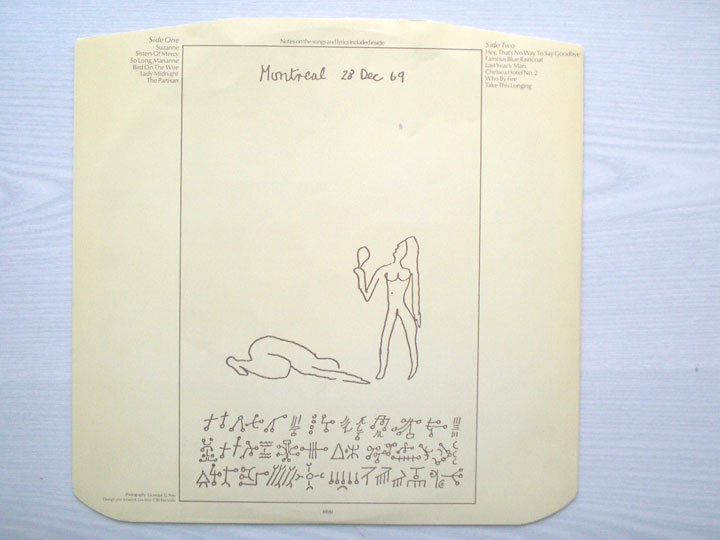 Side One
Suzanne
Sisters Of Mercy
So Long, Marianne
Bird On The Wire
Lady Midnight
The Partisan
Notes on the songs and lyrics included inside
Side Two
Hey, That's No Way To Say Goodbye
Famous Blue Raincoat
Last Year's Man
Chelsea Hotel No. 2
Who By Fire
Take This Longing
Montreal 28 Dec 69